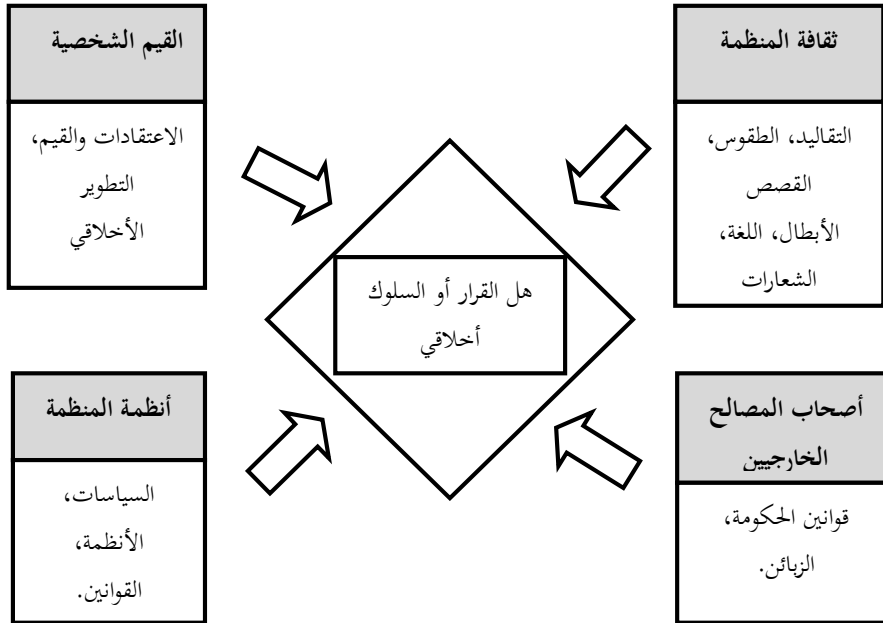 ثقافة المنظمة
التقاليد، الطقوس،
القصص
الأبطال، اللغة،
الشعارات
القيم الشخصية
الاعتقادات والقيم،
التطوير
الأخلاقي
هل القرار أو السلوك
أخلاقي
أصحاب المصالح
الخارجيين
قوانين الحكومة،
الزبائن.
أنظمة المنظمة
السياسات،
الأنظمة،
القوانين.